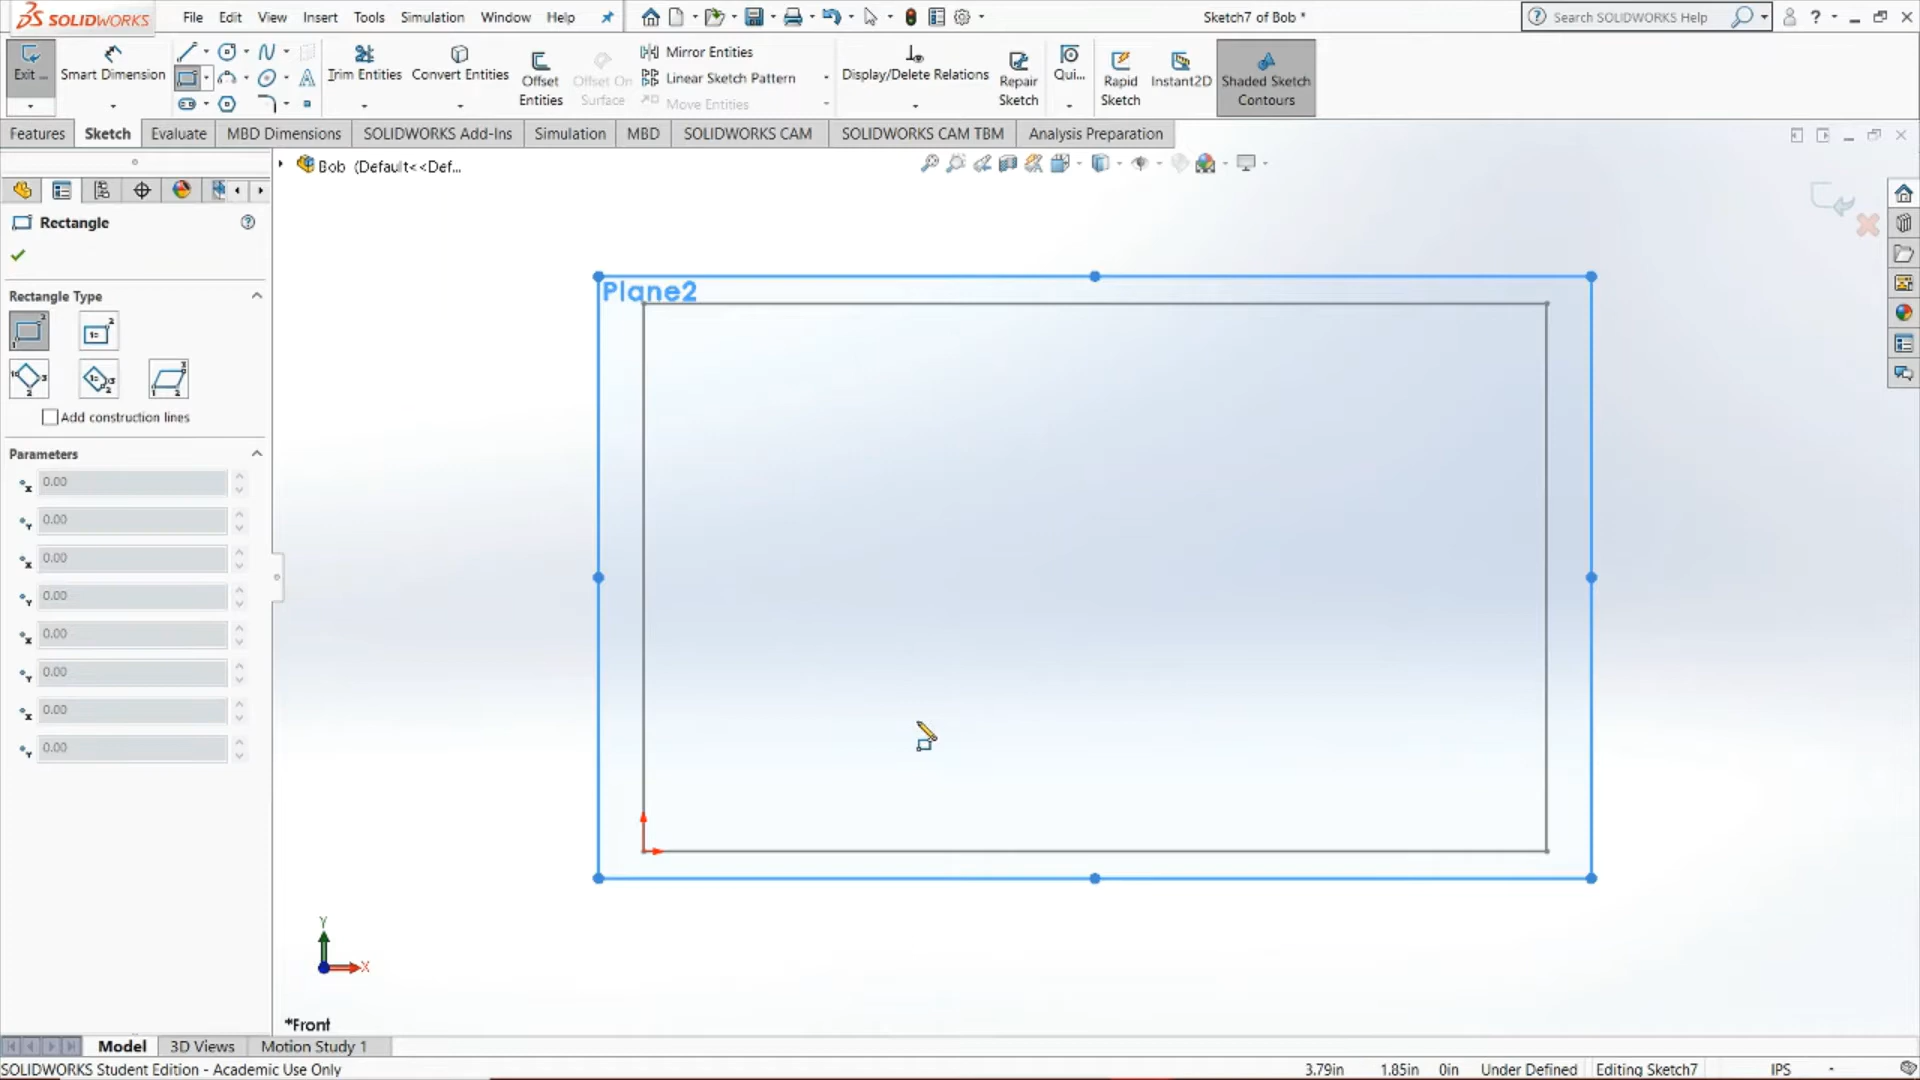 SOLIDWORKS File Edit View Insert Tools Simulation Window Help Sketch7 of Bob * Search SOLIDWORKS Help
Exit ... Smart Dimension Trim Entities Convert Entities Offset Entities Offset On Surface Mirror Entities Display/Delete Relations Repair Sketch Qui... Rapid Sketch Instant2D Shaded Sketch Contours
Linear Sketch Pattern
Move Entities
Features Sketch Evaluate MBD Dimensions SOLIDWORKS Add-Ins Simulation MBD SOLIDWORKS CAM SOLIDWORKS CAM TBM Analysis Preparation
Bob (Default<<Def...
Rectangle
Rectangle Type
Plane2
Add construction lines
Parameters
x 0.00
Y 0.00
x 0.00
Y 0.00
x 0.00
Y 0.00
x 0.00
Y 0.00
Y
X
*Front
Model 3D Views Motion Study 1
SOLIDWORKS Student Edition - Academic Use Only 3.79in 1.85in 0in Under Defined Editing Sketch7 IPS -